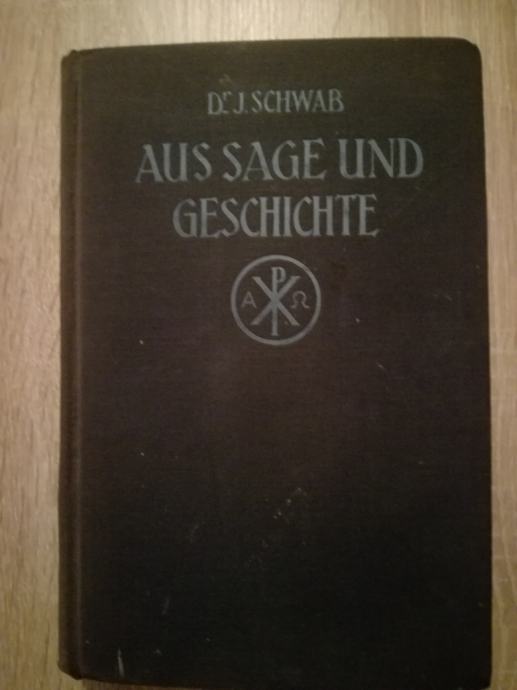 Dr. J. SCHWAB
AUS SAGE UND
GESCHICHTE
A ☧ Ω